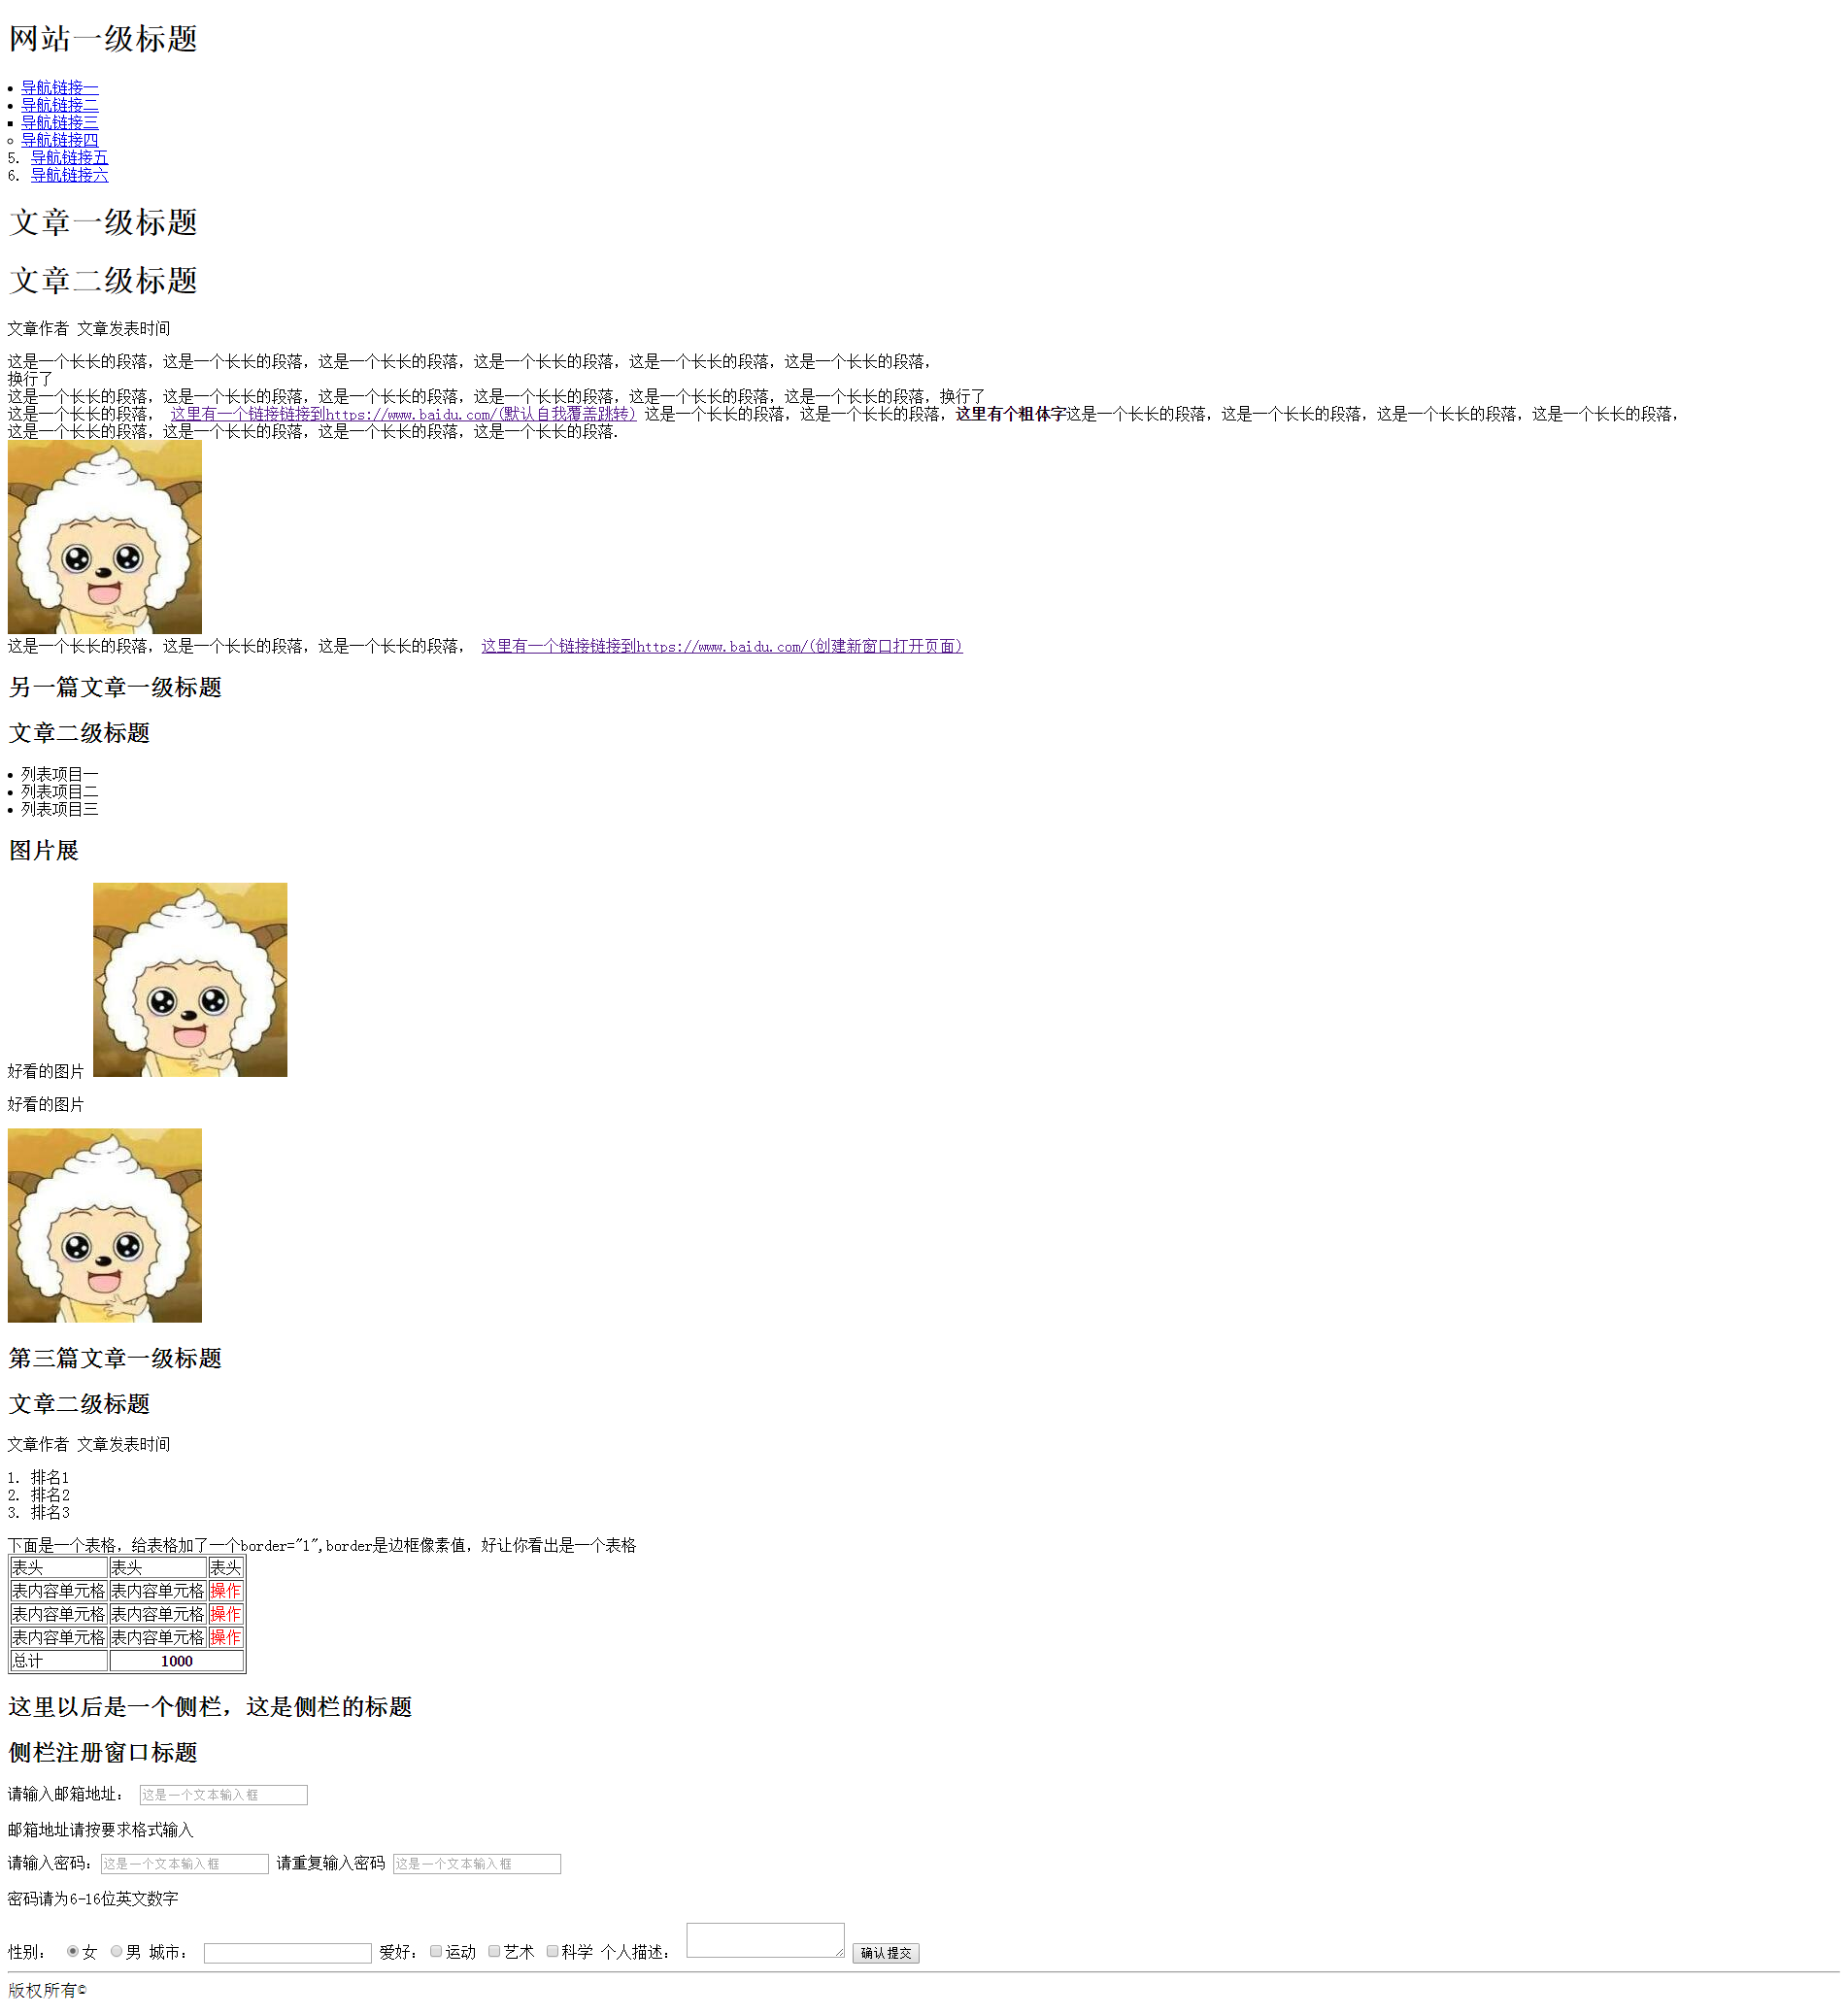 网站一级标题
导航链接一
导航链接二
导航链接三
导航链接四
5. 导航链接五
6. 导航链接六
文章一级标题
文章二级标题
文章作者 文章发表时间
这是一个长长的段落，这是一个长长的段落，这是一个长长的段落，这是一个长长的段落，这是一个长长的段落，这是一个长长的段落，
换行了
这是一个长长的段落，这是一个长长的段落，这是一个长长的段落，这是一个长长的段落，这是一个长长的段落，这是一个长长的段落，换行了
这是一个长长的段落， 这里有一个链接链接到https://www.baidu.com/(默认自我覆盖跳转) 这是一个长长的段落，这是一个长长的段落，这里有个粗体字这是一个长长的段落，这是一个长长的段落，这是一个长长的段落，这是一个长长的段落，
这是一个长长的段落，这是一个长长的段落，这是一个长长的段落，这是一个长长的段落.
这是一个长长的段落，这是一个长长的段落，这是一个长长的段落， 这里有一个链接链接到https://www.baidu.com/(创建新窗口打开页面)
另一篇文章一级标题
文章二级标题
列表项目一
列表项目二
列表项目三
图片展
好看的图片
好看的图片
第三篇文章一级标题
文章二级标题
文章作者 文章发表时间
1. 排名1
2. 排名2
3. 排名3
下面是一个表格，给表格加了一个border="1",border是边框像素值，好让你看出是一个表格
表头 表头 表头
表内容单元格 表内容单元格 操作
表内容单元格 表内容单元格 操作
表内容单元格 表内容单元格 操作
总计 1000
这里以后是一个侧栏，这是侧栏的标题
侧栏注册窗口标题
请输入邮箱地址： 这是一个文本输入框
邮箱地址请按要求格式输入
请输入密码：这是一个文本输入框 请重复输入密码 这是一个文本输入框
密码请为6-16位英文数字
性别： 女 男 城市： 爱好： 运动 艺术 科学 个人描述： 确认提交
版权所有©